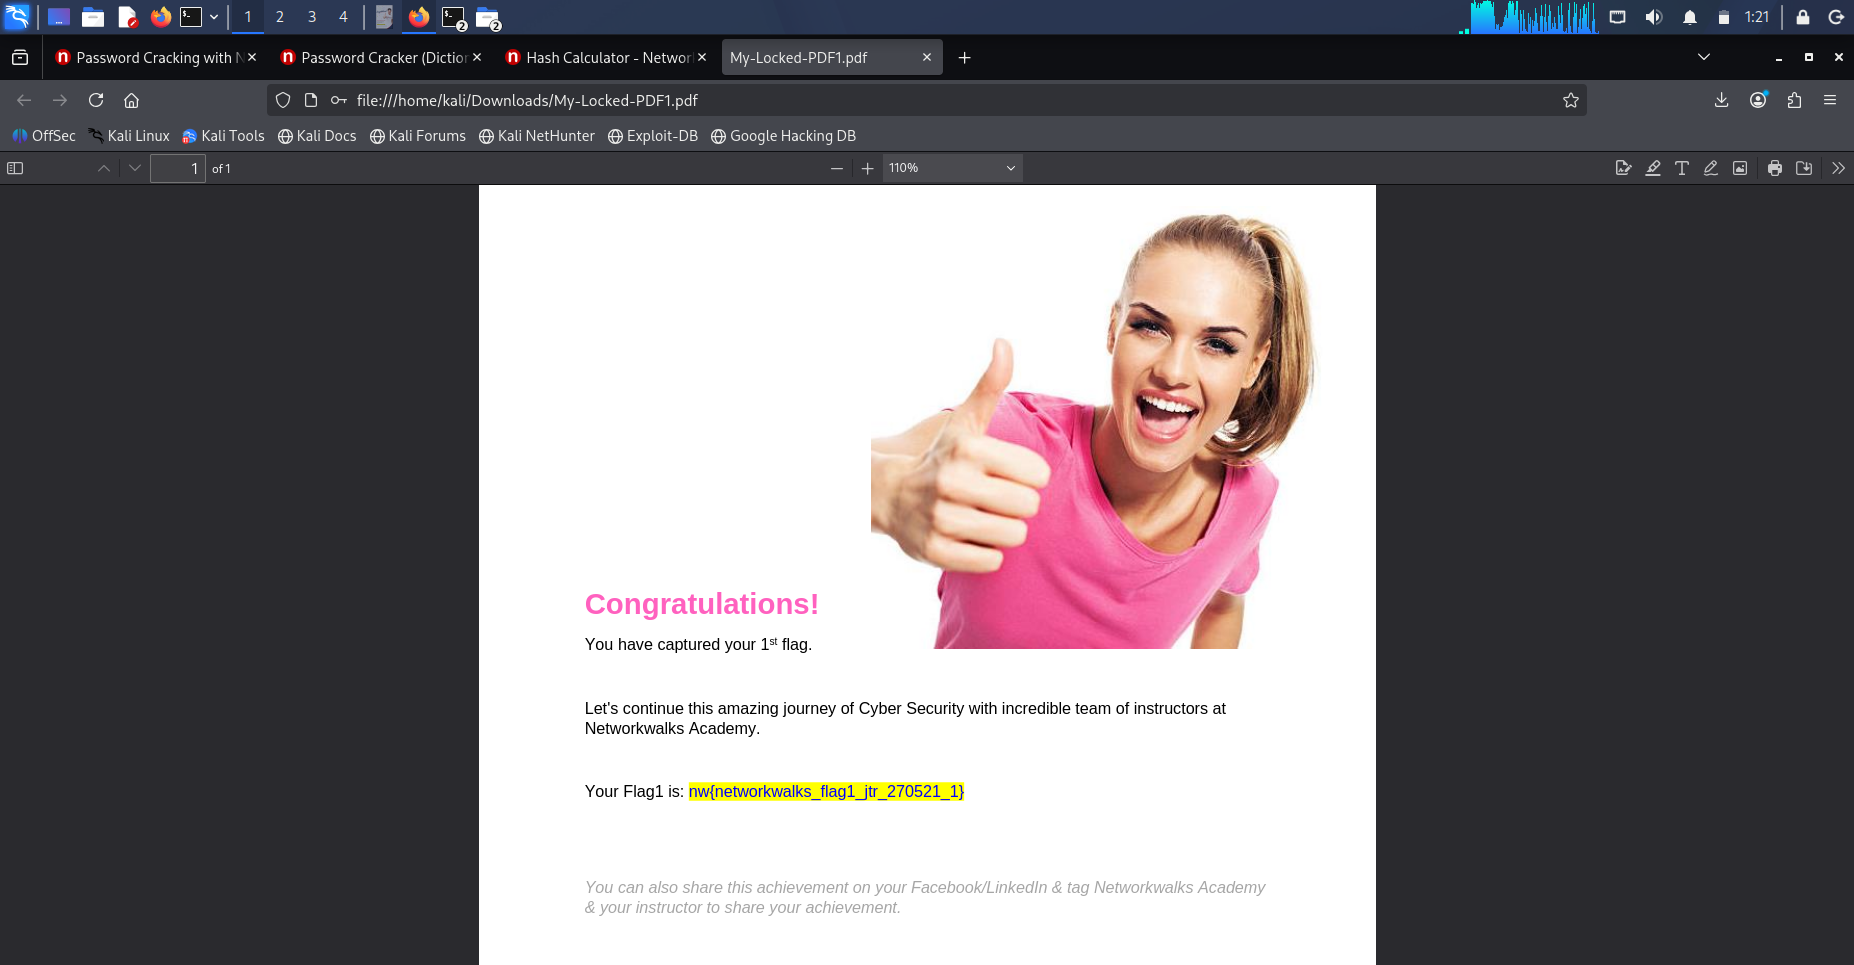 1 2 3 4 2 2 1:21
Password Cracking with N Password Cracker (Diction Hash Calculator - Network My-Locked-PDF1.pdf
file:///home/kali/Downloads/My-Locked-PDF1.pdf
OffSec Kali Linux Kali Tools Kali Docs Kali Forums Kali NetHunter Exploit-DB Google Hacking DB
1 of 1 110%
Congratulations!
You have captured your 1st flag.
Let's continue this amazing journey of Cyber Security with incredible team of instructors at
Networkwalks Academy.
Your Flag1 is: nw{networkwalks_flag1_jtr_270521_1}
You can also share this achievement on your Facebook/LinkedIn & tag Networkwalks Academy
& your instructor to share your achievement.